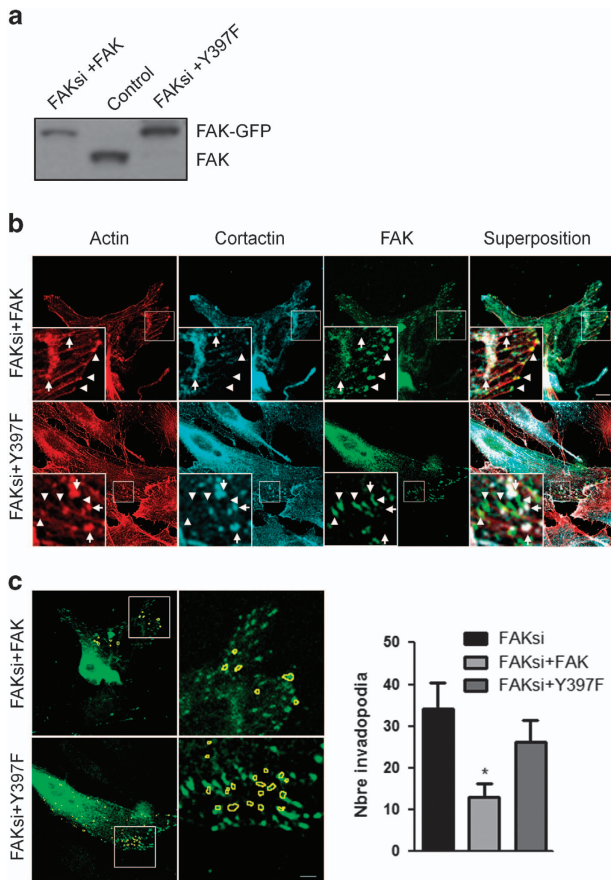 a
FAKsi +FAK
Control
FAKsi +Y397F
FAK-GFP
FAK
b
Actin
Cortactin
FAK
Superposition
FAKsi+FAK
FAKsi+Y397F
c
FAKsi+FAK
FAKsi+Y397F
Nbre invadopodia
50
40
30
20
10
0
*
FAKsi
FAKsi+FAK
FAKsi+Y397F